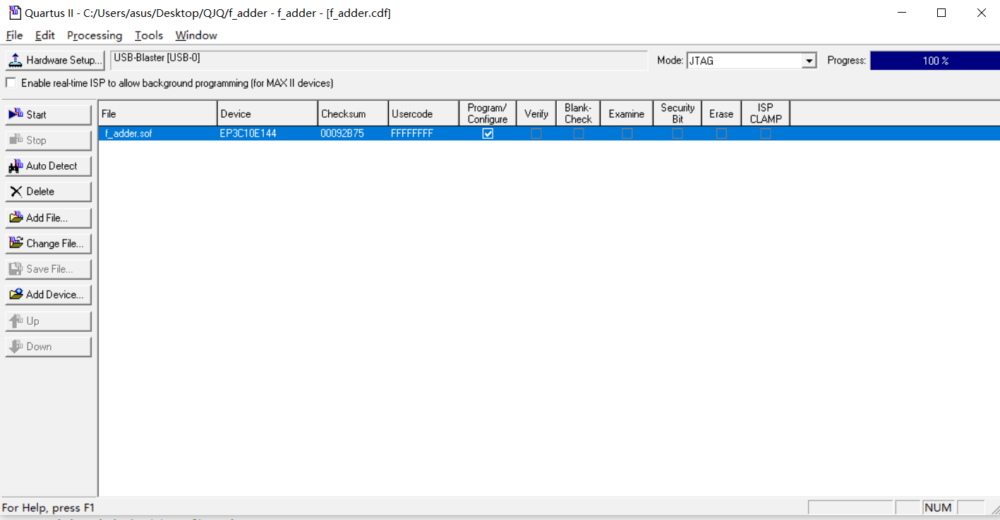 Quartus II - C:/Users/asus/Desktop/QJQ/f_adder - f_adder - [f_adder.cdf]
File Edit Processing Tools Window
Hardware Setup... USB-Blaster [USB-0] Mode: JTAG Progress: 100 %
Enable real-time ISP to allow background programming (for MAX II devices)
Start
Stop
Auto Detect
Delete
Add File...
Change File...
Save File...
Add Device...
Up
Down
File Device Checksum Usercode Program/ Configure Verify Blank- Check Examine Security Bit Erase ISP CLAMP
f_adder.sof EP3C10E144 00092B75 FFFFFFFF
For Help, press F1 NUM